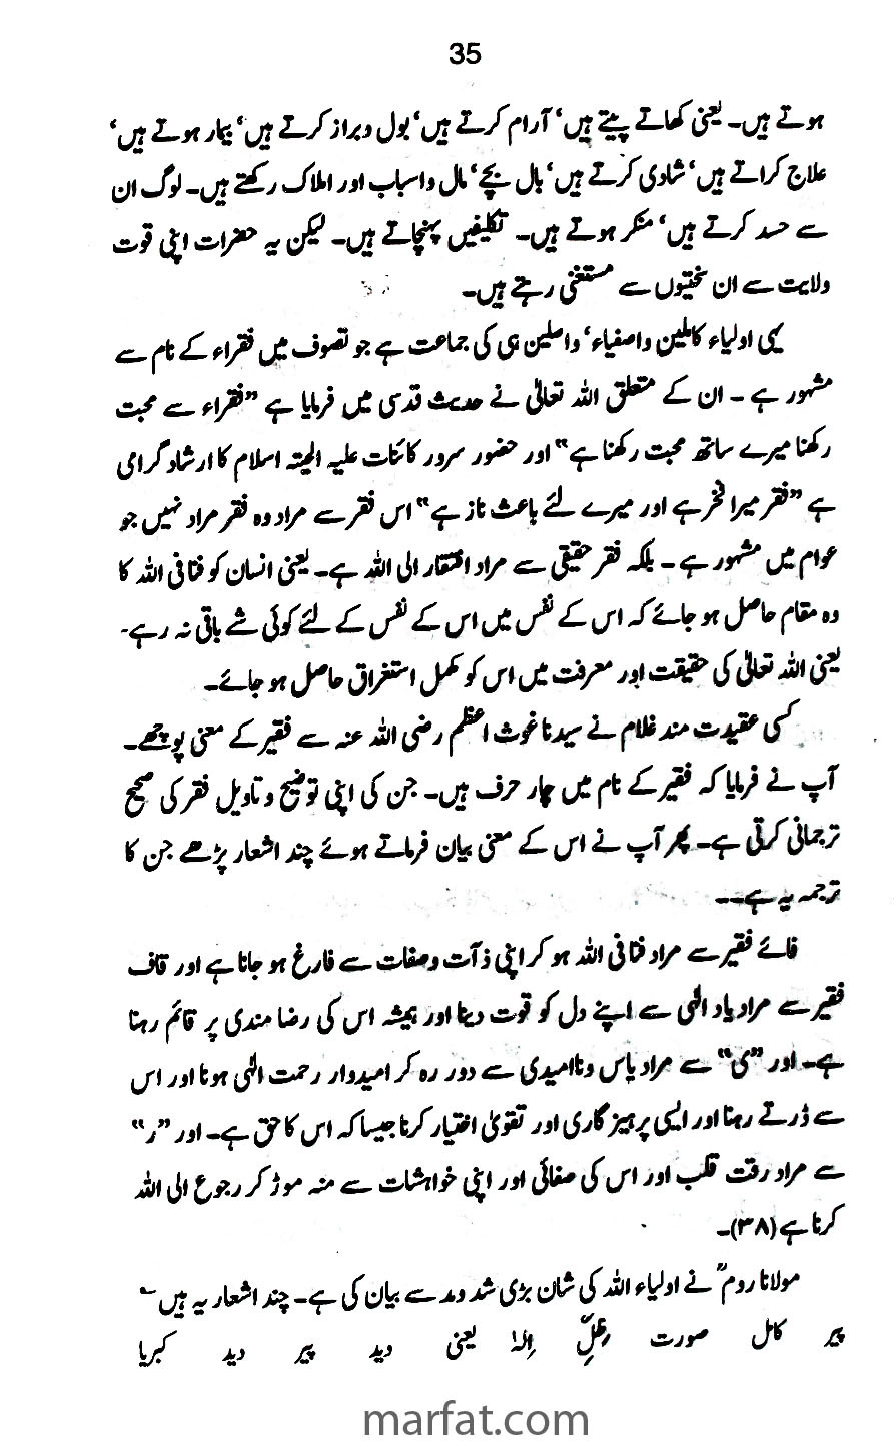 35
ہوتے ہیں۔ یعنی کھاتے پیتے ہیں‘ آرام کرتے ہیں‘ بول و براز کرتے ہیں‘ بیمار ہوتے ہیں‘
علاج کراتے ہیں‘ شادی کرتے ہیں‘ بال بچے‘ مال و اسباب اور املاک رکھتے ہیں۔ لوگ ان
سے حسد کرتے ہیں‘ منکر ہوتے ہیں۔ تکلیفیں پہنچاتے ہیں۔ لیکن یہ حضرات اپنی قوت
ولایت سے ان سختیوں سے مستغنی رہتے ہیں۔
یہی اولیاء کاملین و اصفیاء‘ واصلین ہی کی جماعت ہے جو تصوف میں فقراء کے نام سے
مشہور ہے ۔ ان کے متعلق اللہ تعالیٰ نے حدیث قدسی میں فرمایا ہے ”فقراء سے محبت
رکھنا میرے ساتھ محبت رکھنا ہے“ اور حضور سرور کائنات علیہ التحیتہ اسلام کا ارشاد گرامی
ہے ”فقر میرا فخر ہے اور میرے لئے باعث ناز ہے“ اس فقر سے مراد وہ فقر مراد نہیں جو
عوام میں مشہور ہے ۔ بلکہ فقر حقیقی سے مراد افتقار الی اللہ ہے۔ یعنی انسان کو فنا فی اللہ کا
وہ مقام حاصل ہو جائے کہ اس کے نفس میں اس کے نفس کے لئے کوئی شے باقی نہ رہے۔
یعنی اللہ تعالیٰ کی حقیقت اور معرفت میں اس کو مکمل استغراق حاصل ہو جائے۔
کسی عقیدت مند غلام نے سیدنا غوث اعظم رضی اللہ عنہ سے فقیر کے معنی پوچھے۔
آپ نے فرمایا کہ فقیر کے نام میں چار حرف ہیں۔ جن کی اپنی توضیح و تاویل فقر کی صحیح
ترجمانی کرتی ہے۔ پھر آپ نے اس کے معنی بیان فرماتے ہوئے چند اشعار پڑھے جن کا
ترجمہ یہ ہے۔۔
فائے فقیر سے مراد فنا فی اللہ ہو کر اپنی ذات و صفات سے فارغ ہو جانا ہے اور قاف
فقیر سے مراد یاد الٰہی سے اپنے دل کو قوت دینا اور ہمیشہ اس کی رضا مندی پر قائم رہنا
ہے۔ اور ”ی“ سے مراد یاس و ناامیدی سے دور رہ کر امیدوار رحمت الٰہی ہونا اور اس
سے ڈرتے رہنا اور ایسی پرہیز گاری اور تقویٰ اختیار کرنا جیسا کہ اس کا حق ہے۔ اور ”ر“
سے مراد رقت قلب اور اس کی صفائی اور اپنی خواہشات سے منہ موڑ کر رجوع الی اللہ
کرنا ہے (۳۸)۔
مولانا رومؒ نے اولیاء اللہ کی شان بڑی شد و مد سے بیان کی ہے۔ چند اشعار یہ ہیں ؎
پیر کامل صورت ظِلِّ اِلٰہ یعنی دید پیر دید کبریا
marfat.com